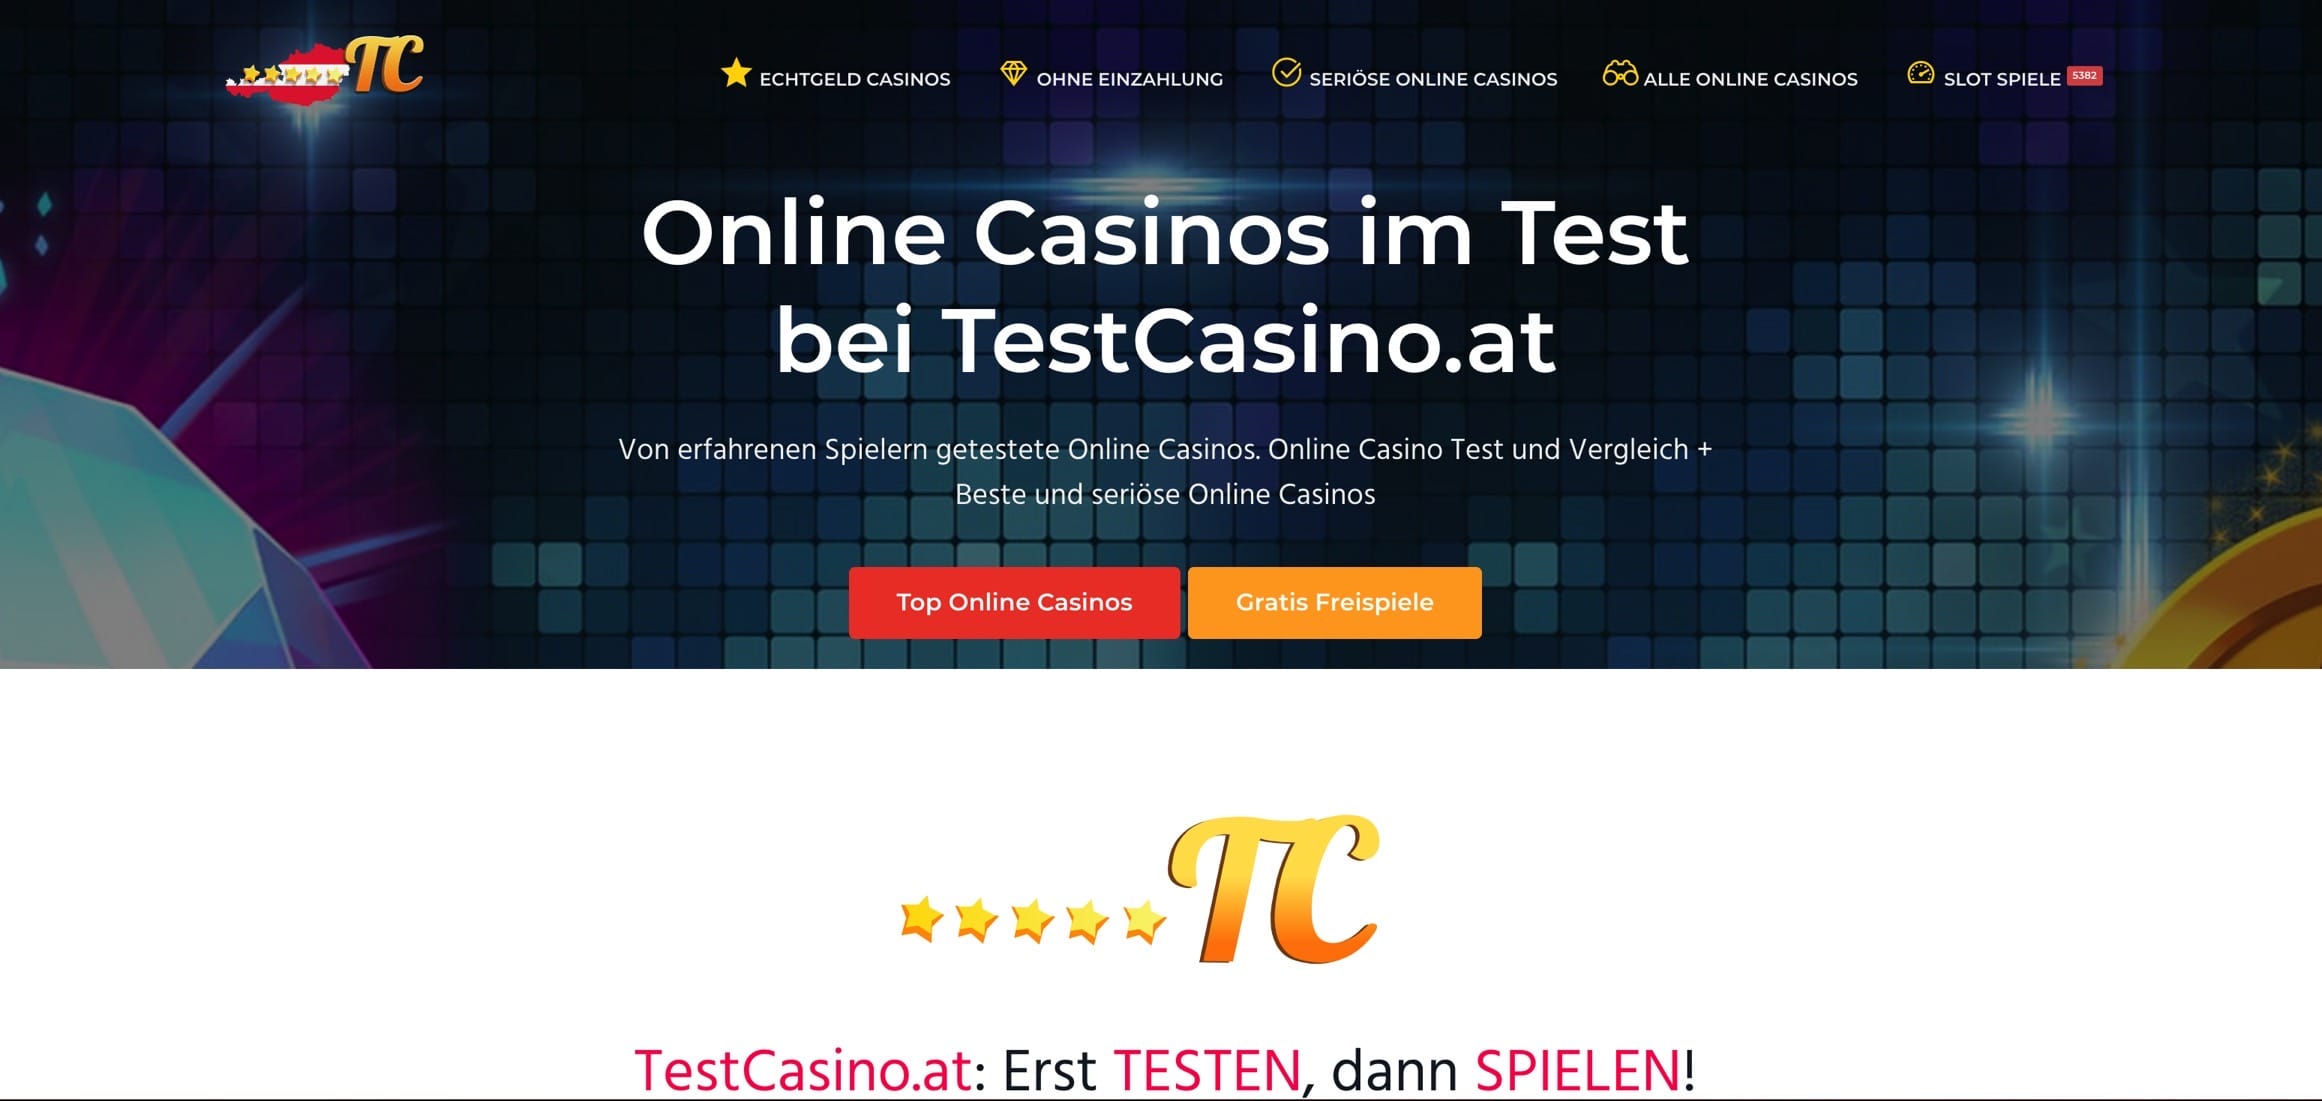 TC
ECHTGELD CASINOS
OHNE EINZAHLUNG
SERIÖSE ONLINE CASINOS
ALLE ONLINE CASINOS
SLOT SPIELE 5382
Online Casinos im Test
bei TestCasino.at
Von erfahrenen Spielern getestete Online Casinos. Online Casino Test und Vergleich +
Beste und seriöse Online Casinos
Top Online Casinos
Gratis Freispiele
TC
TestCasino.at: Erst TESTEN, dann SPIELEN!